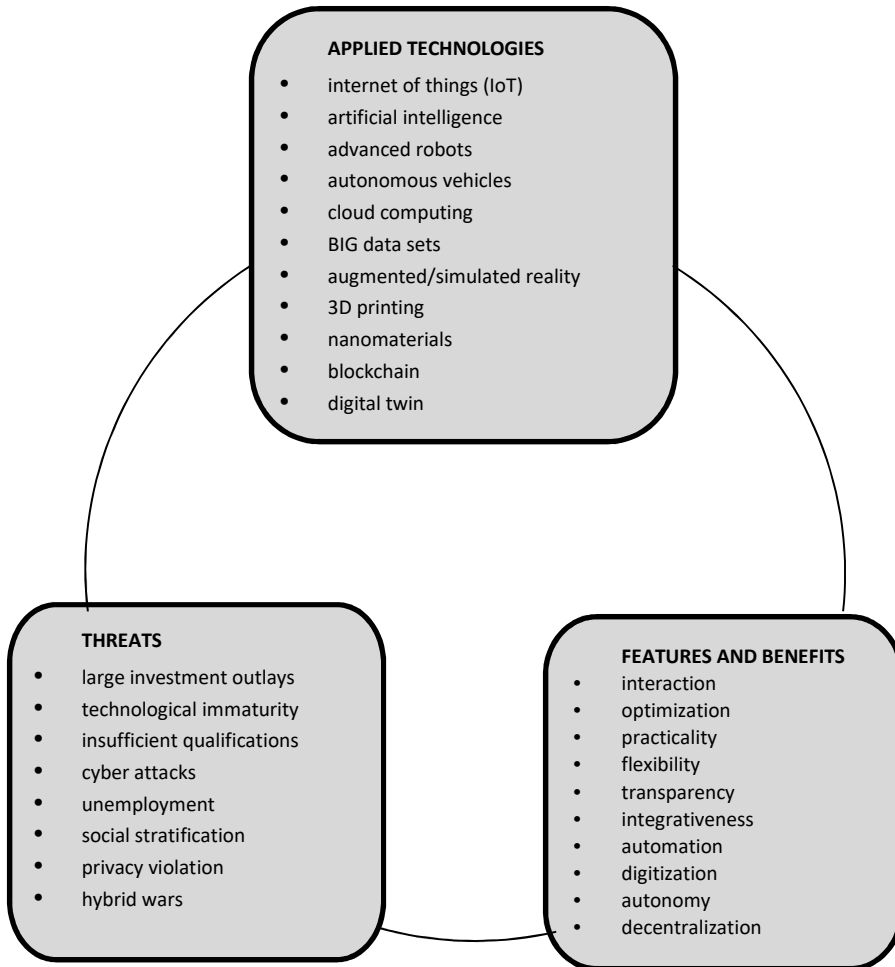 APPLIED TECHNOLOGIES
• internet of things (IoT)
• artificial intelligence
• advanced robots
• autonomous vehicles
• cloud computing
• BIG data sets
• augmented/simulated reality
• 3D printing
• nanomaterials
• blockchain
• digital twin
THREATS
• large investment outlays
• technological immaturity
• insufficient qualifications
• cyber attacks
• unemployment
• social stratification
• privacy violation
• hybrid wars
FEATURES AND BENEFITS
• interaction
• optimization
• practicality
• flexibility
• transparency
• integrativeness
• automation
• digitization
• autonomy
• decentralization